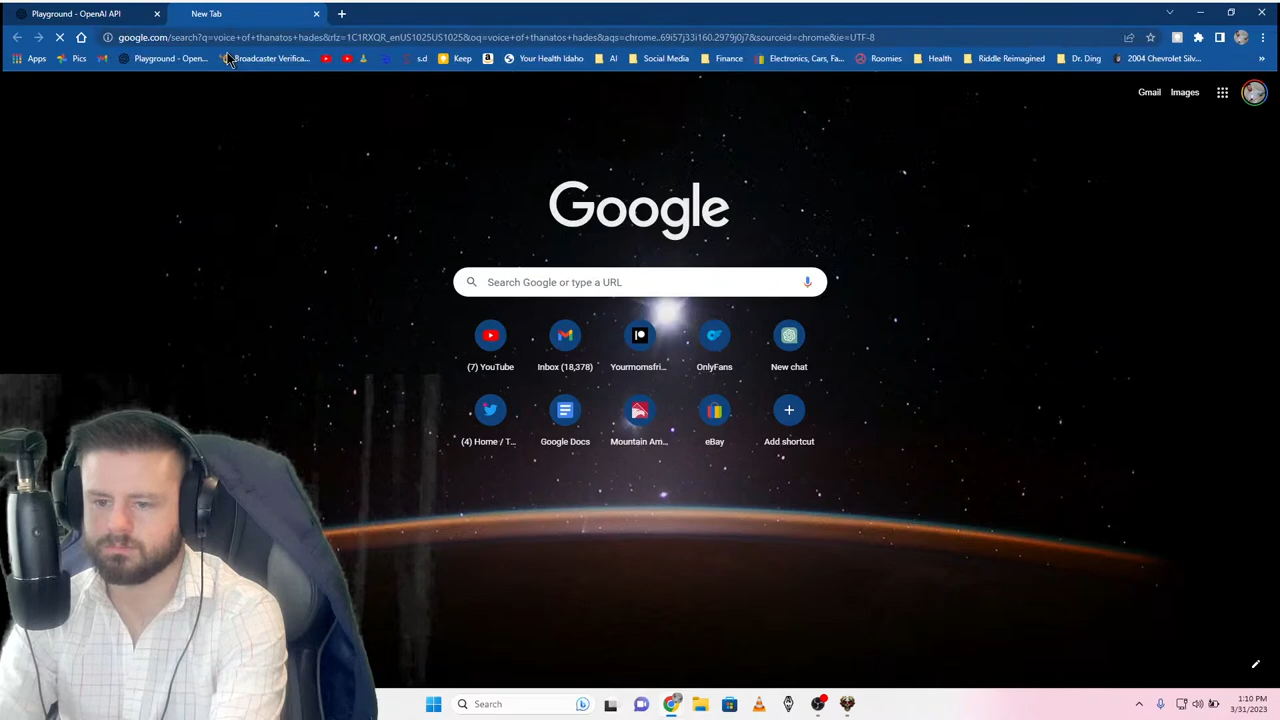 Playground - OpenAI API
New Tab
google.com/search?q=voice+of+thanatos+hades&rlz=1C1RXQR_enUS1025US1025&oq=voice+of+thanatos+hades&aqs=chrome..69i57j33i160.2979j0j7&sourceid=chrome&ie=UTF-8
Apps Pics Playground - Open... Broadcaster Verifica... s.d Keep Your Health Idaho AI Social Media Finance Electronics, Cars, Fa... Roomies Health Riddle Reimagined Dr. Ding 2004 Chevrolet Silv... »
Gmail Images
Google
Search Google or type a URL
(7) YouTube Inbox (18,378) Yourmomsfri... OnlyFans New chat
(4) Home / T... Google Docs Mountain Am... eBay Add shortcut
Search
1:10 PM
3/31/2023